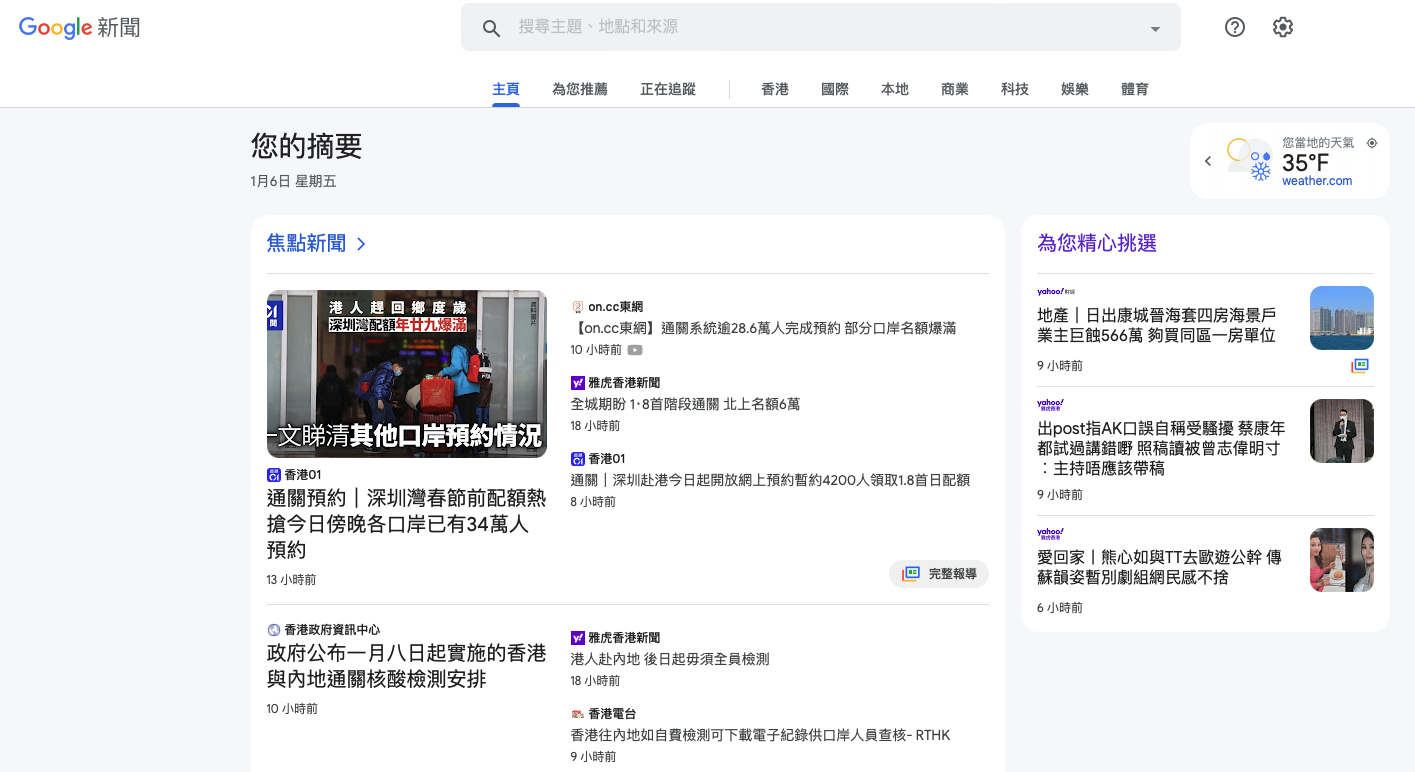 Google 新聞
搜尋主題、地點和來源
主頁
為您推薦
正在追蹤
香港
國際
本地
商業
科技
娛樂
體育
您的摘要
1月6日 星期五
您當地的天氣
35°F
weather.com
焦點新聞
港人趕回鄉度歲
深圳灣配額年廿九爆滿
資料圖片
一文睇清其他口岸預約情況
香港01
通關預約｜深圳灣春節前配額熱
搶今日傍晚各口岸已有34萬人
預約
13 小時前
on.cc東網
【on.cc東網】通關系統逾28.6萬人完成預約 部分口岸名額爆滿
10 小時前
雅虎香港新聞
全城期盼 1‧8首階段通關 北上名額6萬
18 小時前
香港01
通關｜深圳赴港今日起開放網上預約暫約4200人領取1.8首日配額
8 小時前
完整報導
香港政府資訊中心
政府公布一月八日起實施的香港
與內地通關核酸檢測安排
10 小時前
雅虎香港新聞
港人赴內地 後日起毋須全員檢測
18 小時前
香港電台
香港往內地如自費檢測可下載電子紀錄供口岸人員查核- RTHK
9 小時前
為您精心挑選
yahoo! 財經
地產｜日出康城晉海套四房海景戶
業主巨蝕566萬 夠買同區一房單位
9 小時前
yahoo!
雅虎香港
出post指AK口誤自稱受騷擾 蔡康年
都試過講錯嘢 照稿讀被曾志偉明寸
：主持唔應該帶稿
9 小時前
yahoo!
雅虎香港
愛回家｜熊心如與TT去歐遊公幹 傳
蘇韻姿暫別劇組網民感不捨
6 小時前